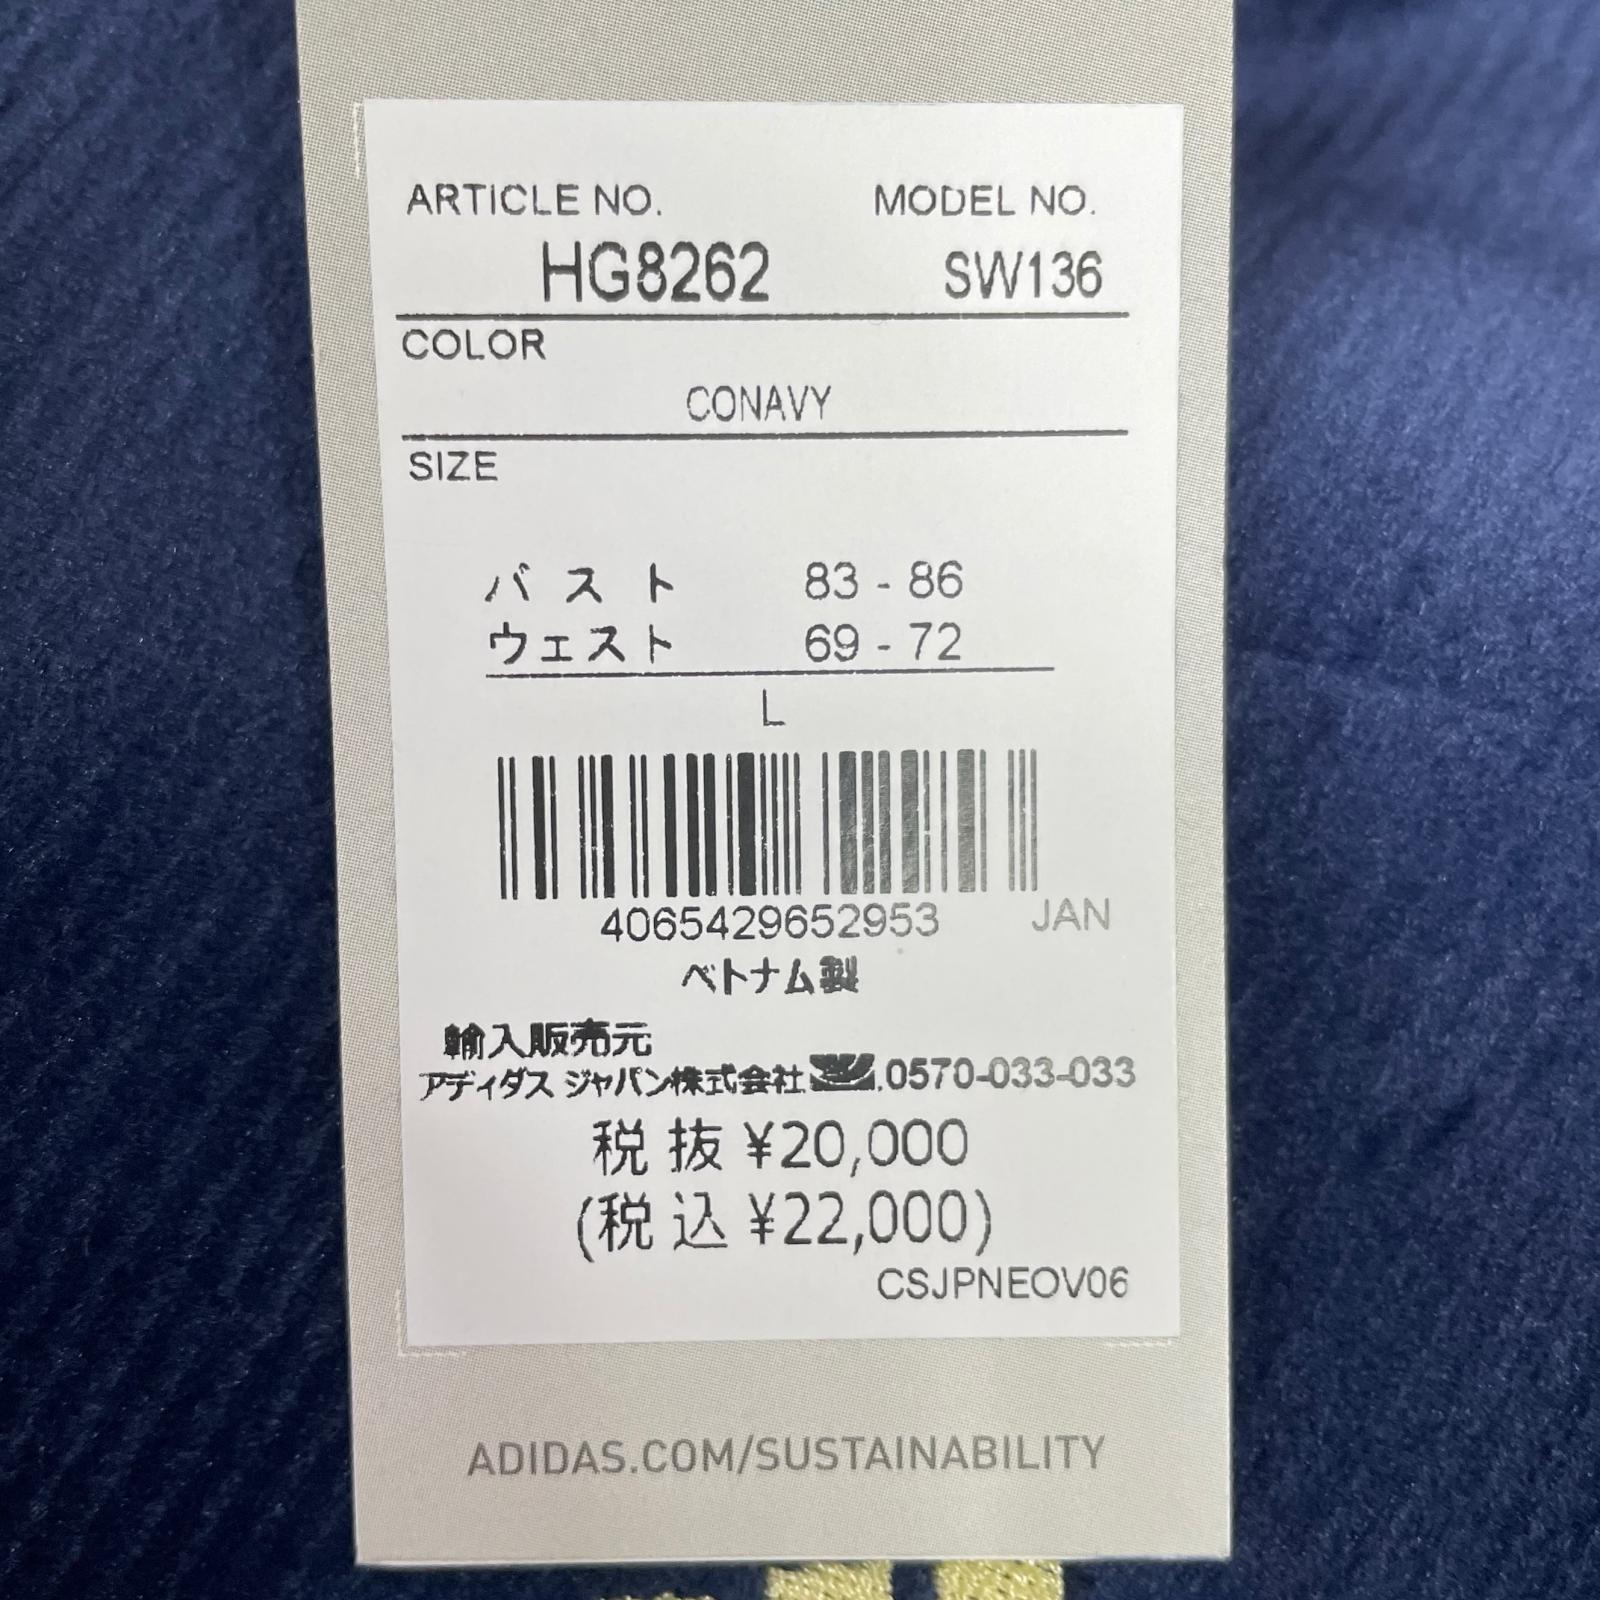 ARTICLE NO. MODEL NO.
HG8262 SW136
COLOR
CONAVY
SIZE
バスト 83 - 86
ウェスト 69 - 72
L
4065429652953 JAN
ベトナム製
輸入販売元
アディダス ジャパン株式会社 .0570-033-033
税抜 ¥20,000
(税込 ¥22,000)
CSJPNEOV06
ADIDAS.COM/SUSTAINABILITY